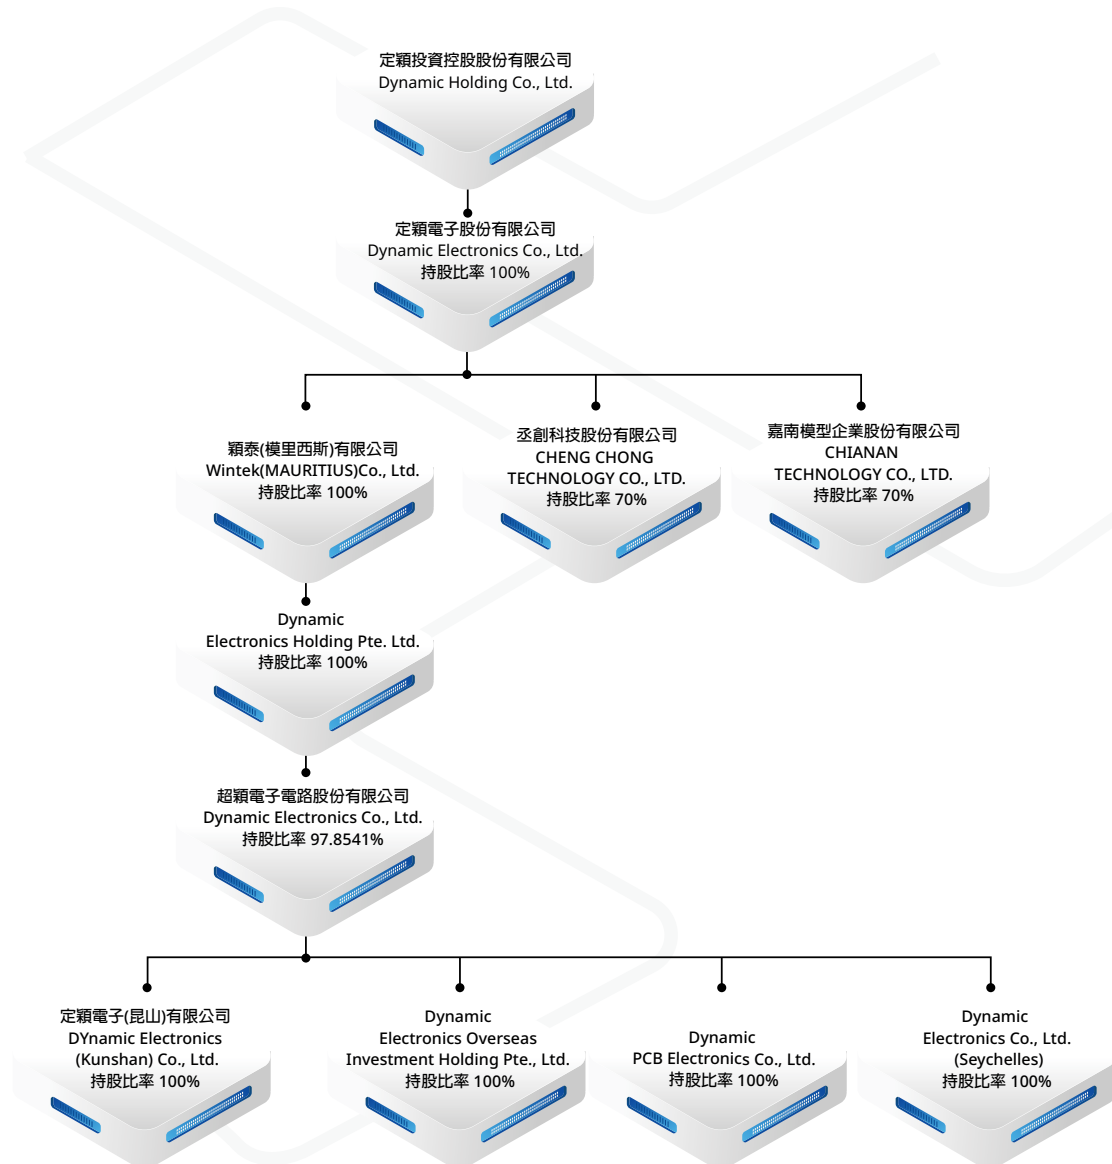 定穎投資控股股份有限公司
Dynamic Holding Co., Ltd.
定穎電子股份有限公司
Dynamic Electronics Co., Ltd.
持股比率 100%
穎泰(模里西斯)有限公司
Wintek(MAURITIUS)Co., Ltd.
持股比率 100%
丞創科技股份有限公司
CHENG CHONG
TECHNOLOGY CO., LTD.
持股比率 70%
嘉南模型企業股份有限公司
CHIANAN
TECHNOLOGY CO., LTD.
持股比率 70%
Dynamic
Electronics Holding Pte. Ltd.
持股比率 100%
超穎電子電路股份有限公司
Dynamic Electronics Co., Ltd.
持股比率 97.8541%
定穎電子(昆山)有限公司
DYnamic Electronics
(Kunshan) Co., Ltd.
持股比率 100%
Dynamic
Electronics Overseas
Investment Holding Pte., Ltd.
持股比率 100%
Dynamic
PCB Electronics Co., Ltd.
持股比率 100%
Dynamic
Electronics Co., Ltd.
(Seychelles)
持股比率 100%